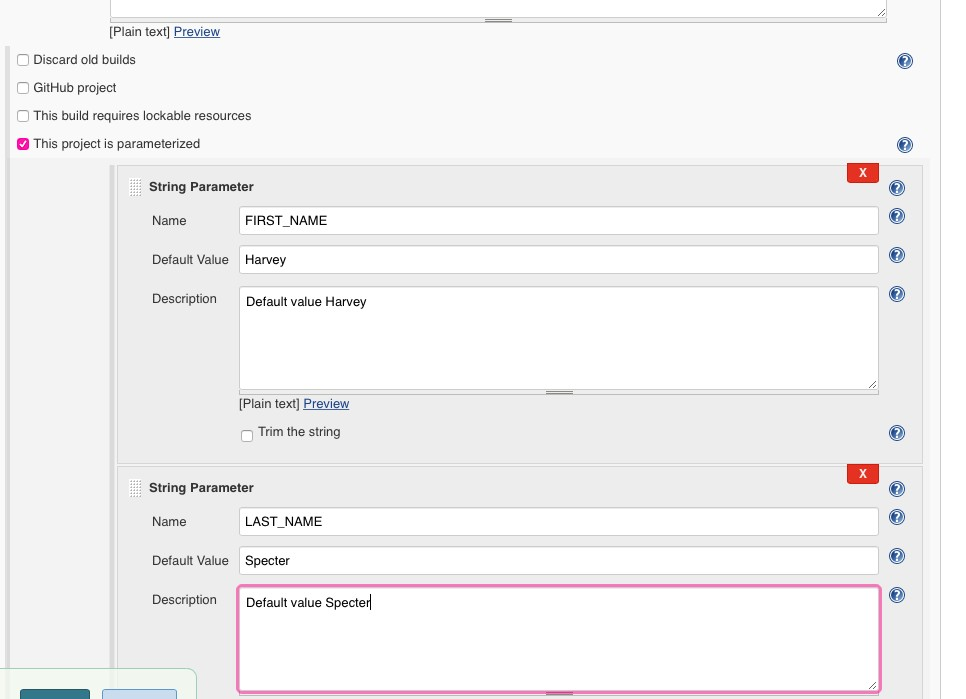 [Plain text] Preview
Discard old builds
GitHub project
This build requires lockable resources
This project is parameterized
X
String Parameter
Name FIRST_NAME
Default Value Harvey
Description Default value Harvey
[Plain text] Preview
Trim the string
X
String Parameter
Name LAST_NAME
Default Value Specter
Description Default value Specter